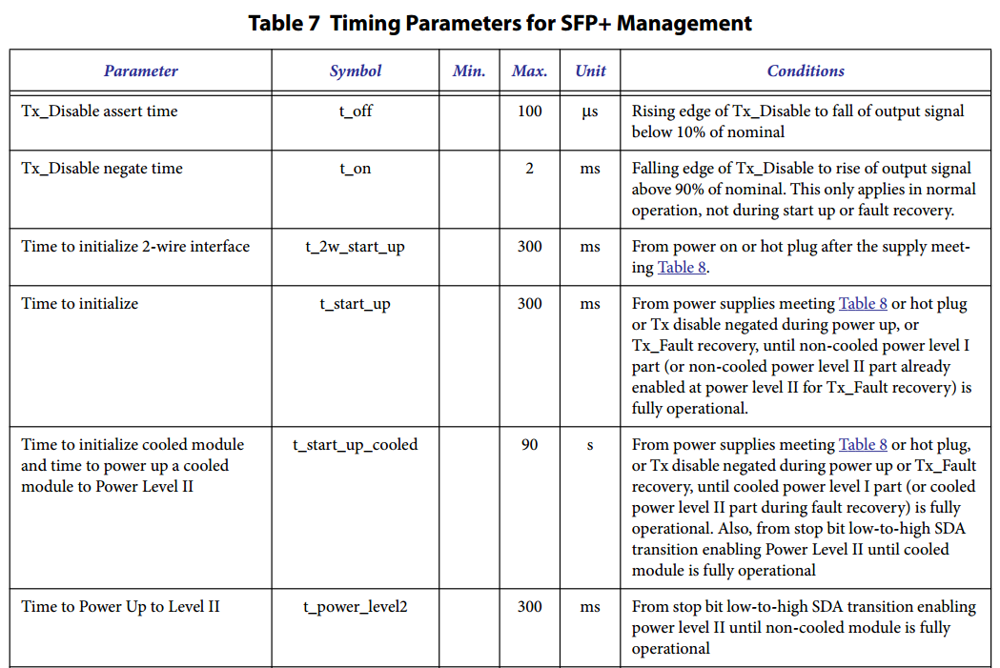 Table 7 Timing Parameters for SFP+ Management
Parameter Symbol Min. Max. Unit Conditions
Tx_Disable assert time t_off 100 μs Rising edge of Tx_Disable to fall of output signal
below 10% of nominal
Tx_Disable negate time t_on 2 ms Falling edge of Tx_Disable to rise of output signal
above 90% of nominal. This only applies in normal
operation, not during start up or fault recovery.
Time to initialize 2-wire interface t_2w_start_up 300 ms From power on or hot plug after the supply meet-
ing Table 8.
Time to initialize t_start_up 300 ms From power supplies meeting Table 8 or hot plug
or Tx disable negated during power up, or
Tx_Fault recovery, until non-cooled power level I
part (or non-cooled power level II part already
enabled at power level II for Tx_Fault recovery) is
fully operational.
Time to initialize cooled module t_start_up_cooled 90 s From power supplies meeting Table 8 or hot plug,
and time to power up a cooled or Tx disable negated during power up or Tx_Fault
module to Power Level II recovery, until cooled power level I part (or cooled
power level II part during fault recovery) is fully
operational. Also, from stop bit low-to-high SDA
transition enabling Power Level II until cooled
module is fully operational
Time to Power Up to Level II t_power_level2 300 ms From stop bit low-to-high SDA transition enabling
power level II until non-cooled module is fully
operational